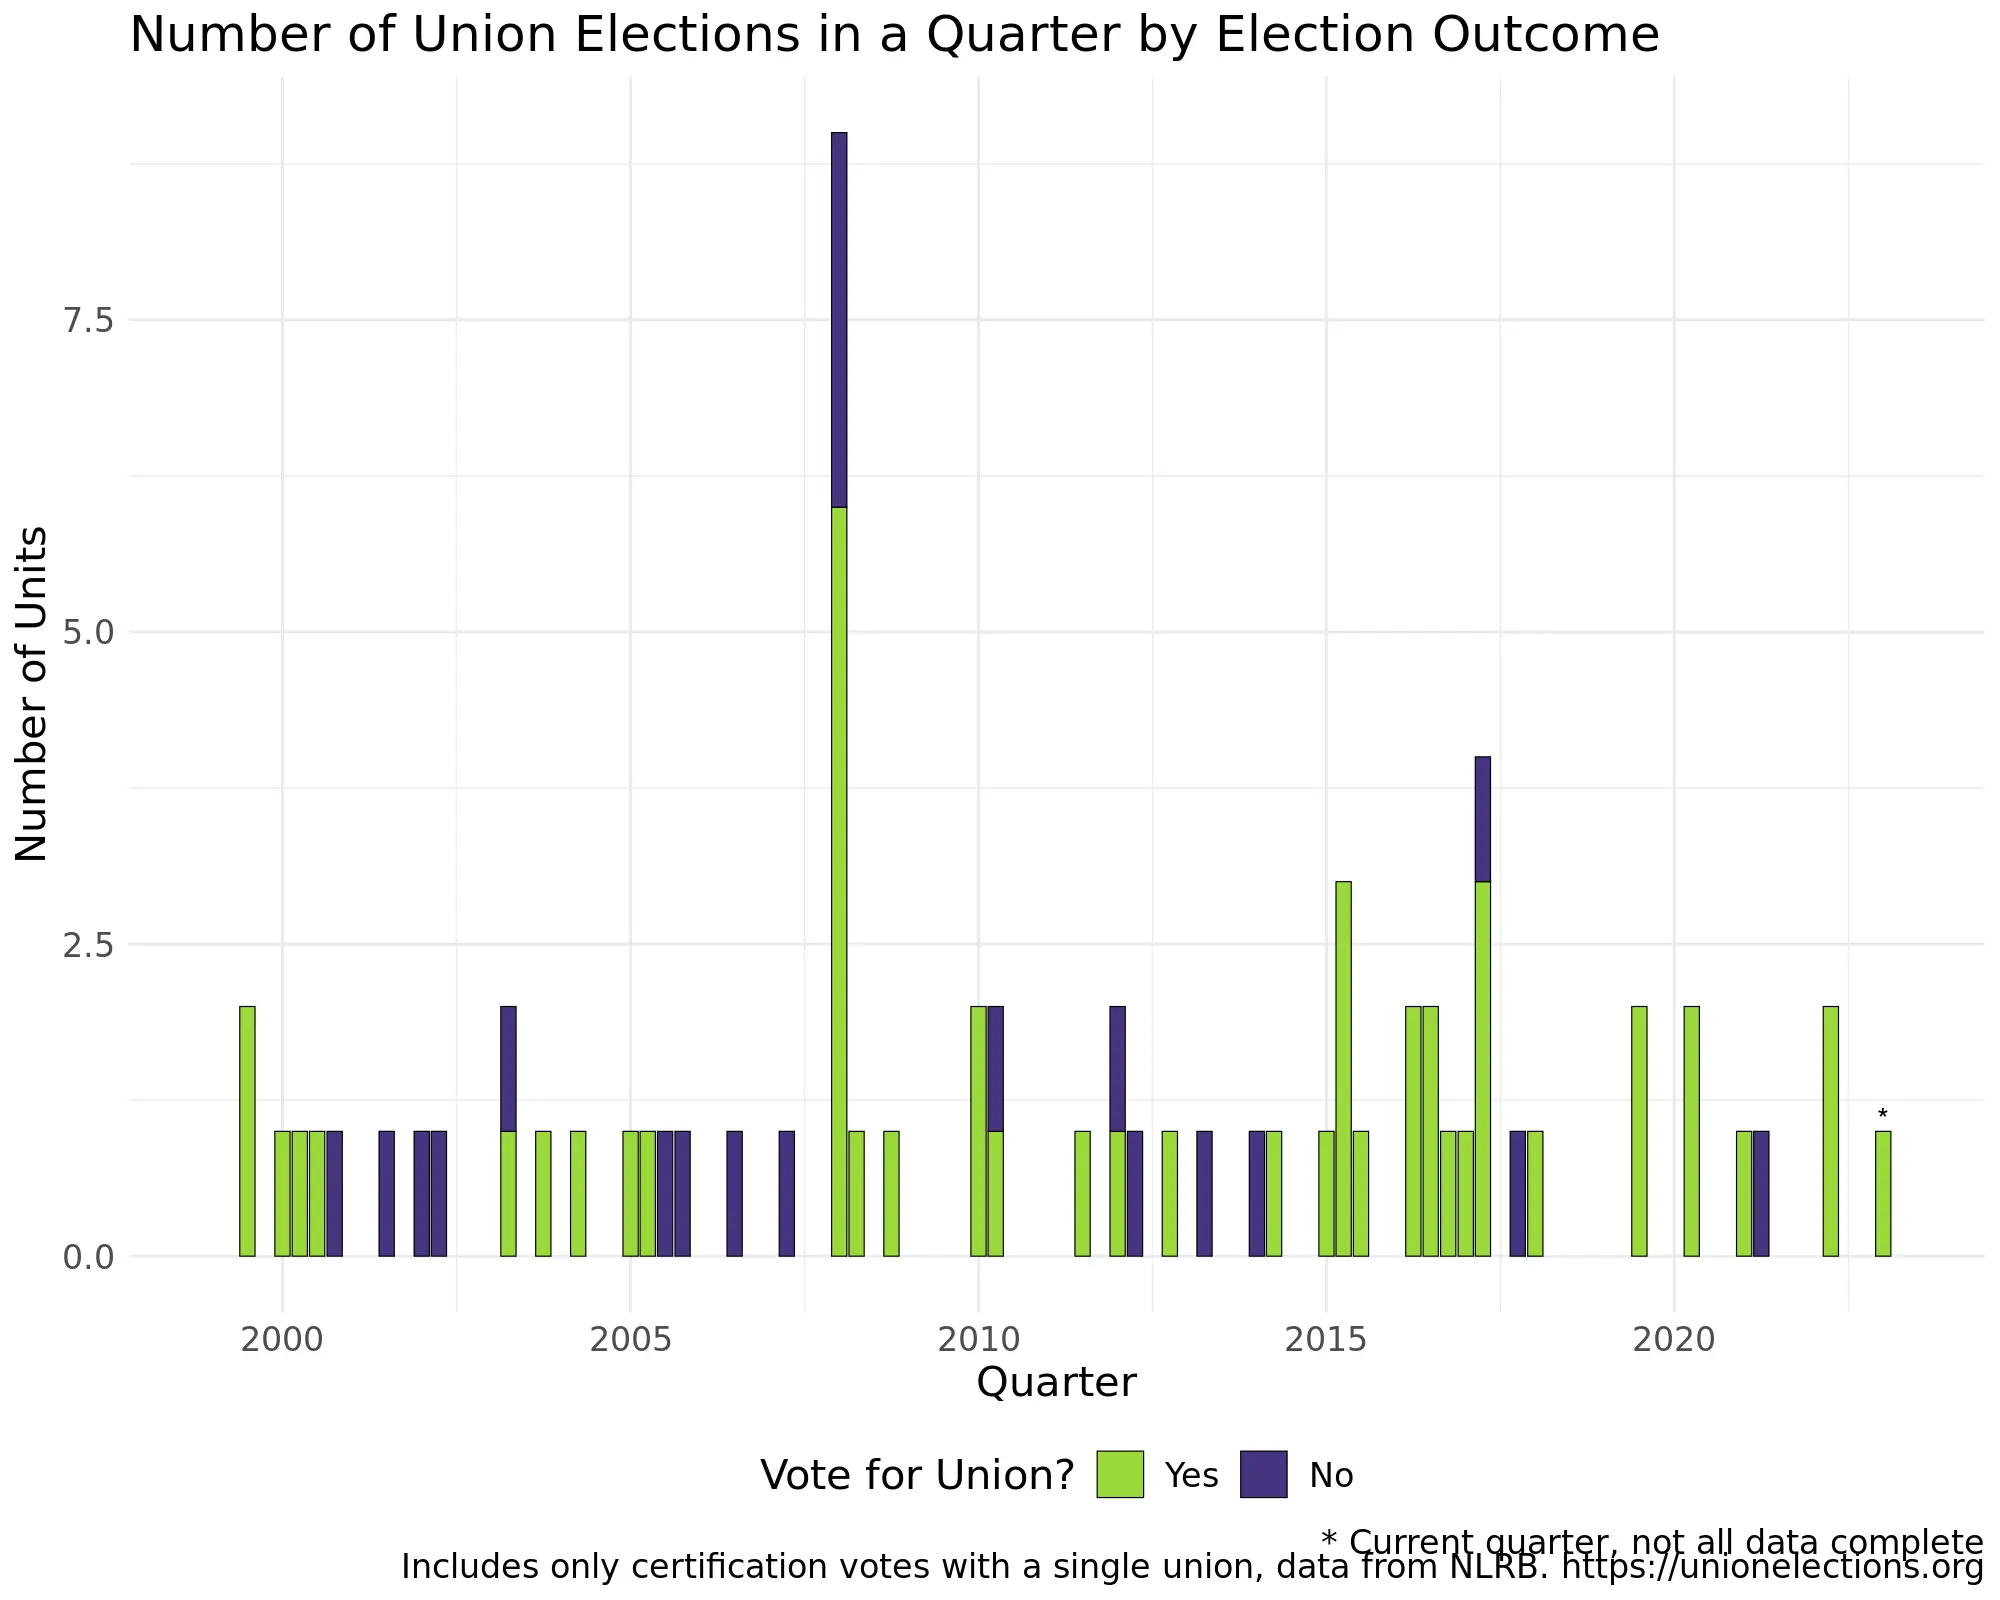 Number of Union Elections in a Quarter by Election Outcome
Number of Units
7.5
5.0
2.5
0.0
*
2000 2005 2010 2015 2020
Quarter
Vote for Union? Yes No
* Current quarter, not all data complete
Includes only certification votes with a single union, data from NLRB. https://unionelections.org